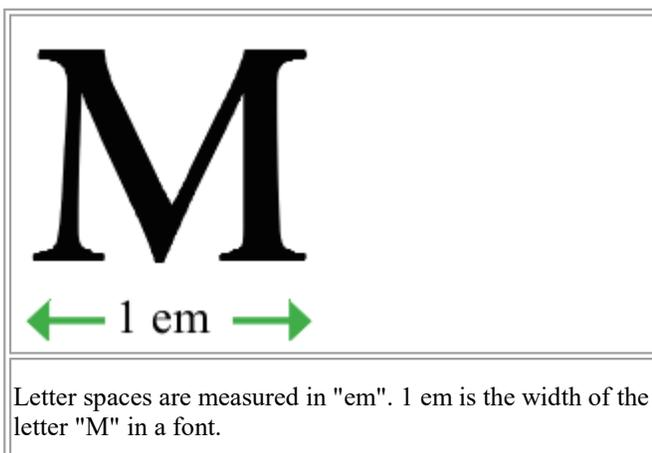 M
1 em
Letter spaces are measured in "em". 1 em is the width of the
letter "M" in a font.